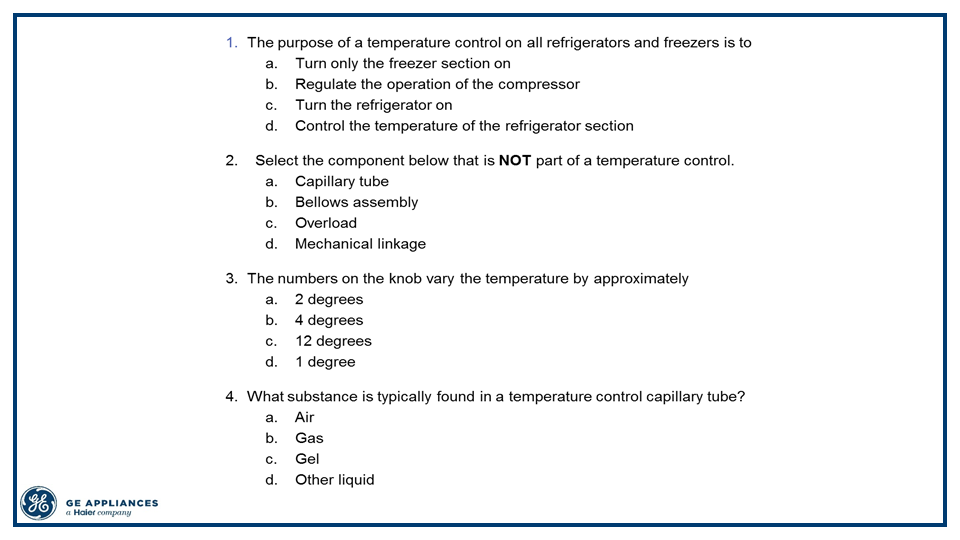 1. The purpose of a temperature control on all refrigerators and freezers is to
a. Turn only the freezer section on
b. Regulate the operation of the compressor
c. Turn the refrigerator on
d. Control the temperature of the refrigerator section
2. Select the component below that is NOT part of a temperature control.
a. Capillary tube
b. Bellows assembly
c. Overload
d. Mechanical linkage
3. The numbers on the knob vary the temperature by approximately
a. 2 degrees
b. 4 degrees
c. 12 degrees
d. 1 degree
4. What substance is typically found in a temperature control capillary tube?
a. Air
b. Gas
c. Gel
d. Other liquid
GE APPLIANCES
a Haier company